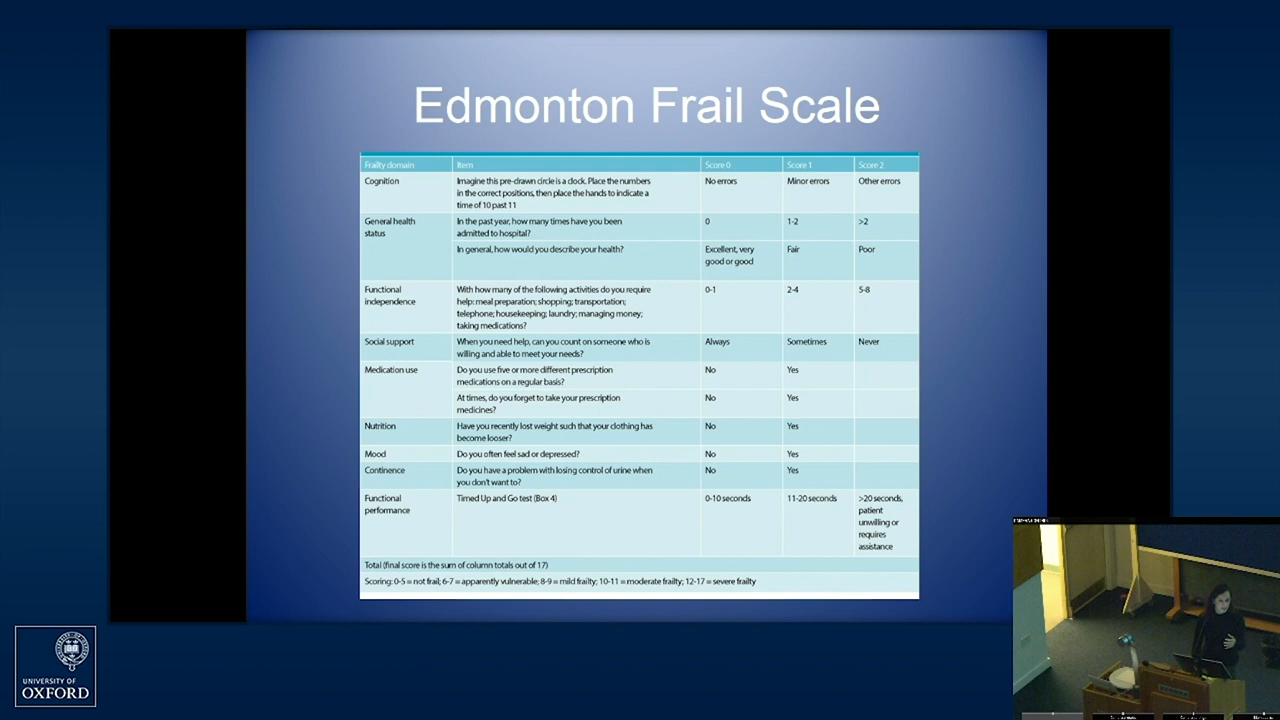 Edmonton Frail Scale
Frailty domain Item Score 0 Score 1 Score 2
Cognition Imagine this pre-drawn circle is a clock. Place the numbers No errors Minor errors Other errors
in the correct positions, then place the hands to indicate a
time of 10 past 11
General health In the past year, how many times have you been 0 1-2 >2
status admitted to hospital?
In general, how would you describe your health? Excellent, very Fair Poor
good or good
Functional With how many of the following activities do you require 0-1 2-4 5-8
independence help: meal preparation; shopping; transportation;
telephone; housekeeping; laundry; managing money;
taking medications?
Social support When you need help, can you count on someone who is Always Sometimes Never
willing and able to meet your needs?
Medication use Do you use five or more different prescription No Yes
medications on a regular basis?
At times, do you forget to take your prescription No Yes
medicines?
Nutrition Have you recently lost weight such that your clothing has No Yes
become looser?
Mood Do you often feel sad or depressed? No Yes
Continence Do you have a problem with losing control of urine when No Yes
you don't want to?
Functional Timed Up and Go test (Box 4) 0-10 seconds 11-20 seconds >20 seconds,
performance patient
unwilling or
requires
assistance
Total (final score is the sum of column totals out of 17)
Scoring: 0-5 = not frail; 6-7 = apparently vulnerable; 8-9 = mild frailty; 10-11 = moderate frailty; 12-17 = severe frailty
UNIVERSITY OF
OXFORD